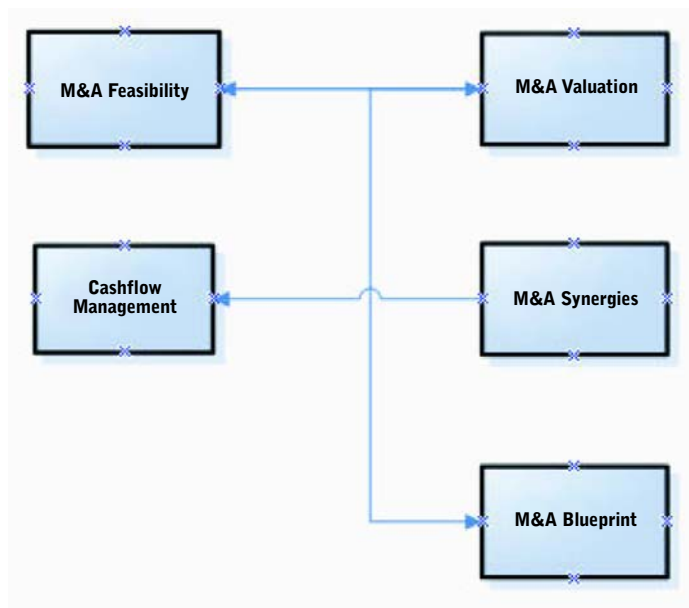 M&A Feasibility
M&A Valuation
Cashflow
Management
M&A Synergies
M&A Blueprint